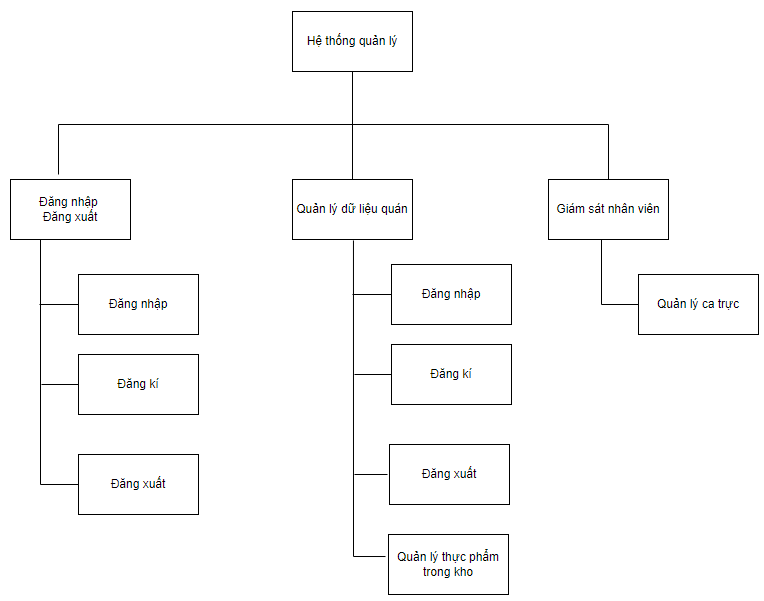 Hệ thống quản lý
Đăng nhập
Đăng xuất
Quản lý dữ liệu quán
Giám sát nhân viên
Đăng nhập
Đăng kí
Đăng xuất
Đăng nhập
Đăng kí
Đăng xuất
Quản lý thực phẩm
trong kho
Quản lý ca trực